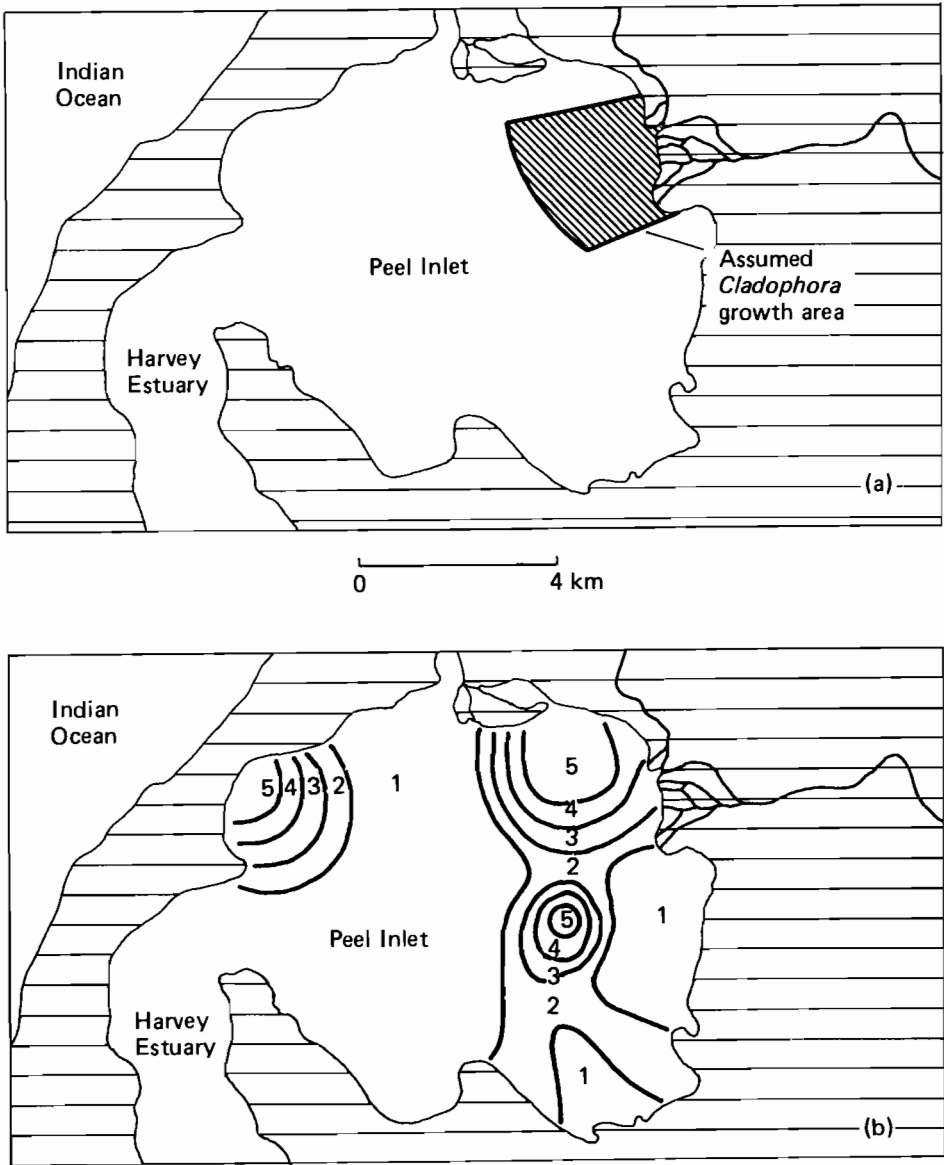 Indian
Ocean
Peel Inlet
Assumed
Cladophora
growth area
Harvey
Estuary
(a)
0 4 km
Indian
Ocean
5 4 3 2 1
5
4
3
2
1
5
4
3
2
1
Peel Inlet
Harvey
Estuary
(b)